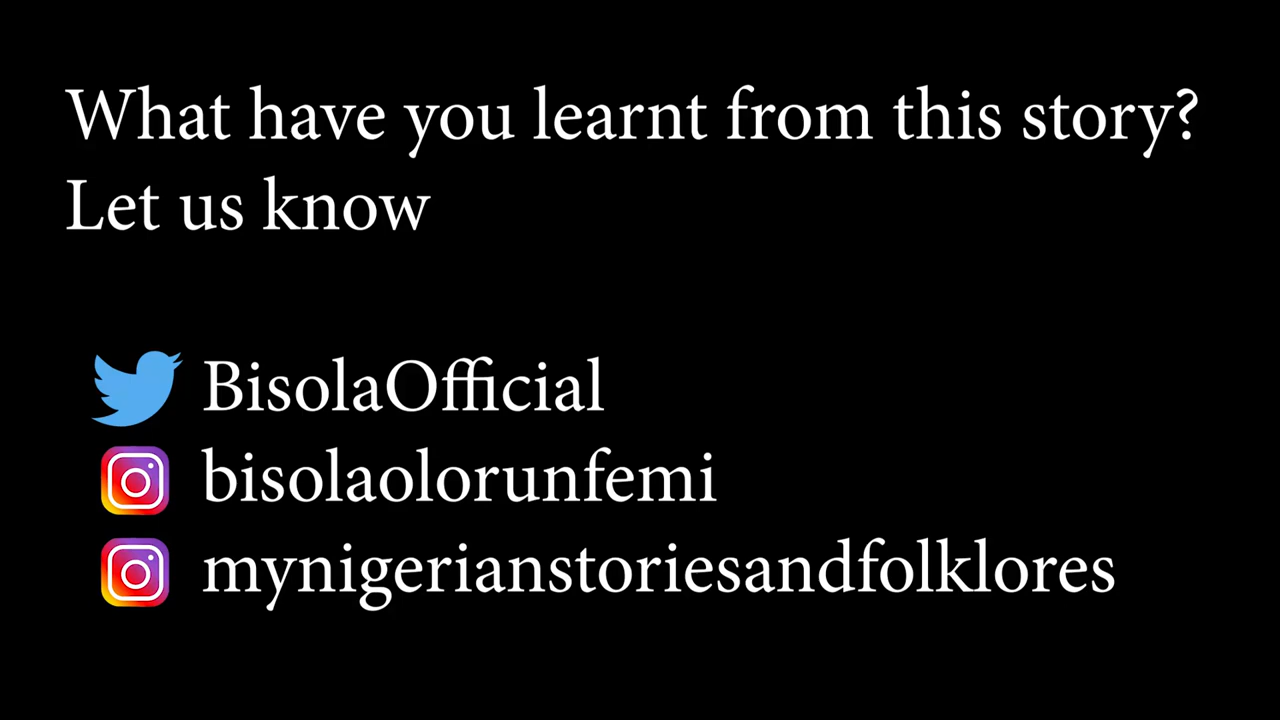 What have you learnt from this story?
Let us know
BisolaOfficial
bisolaolorunfemi
mynigerianstoriesandfolklores